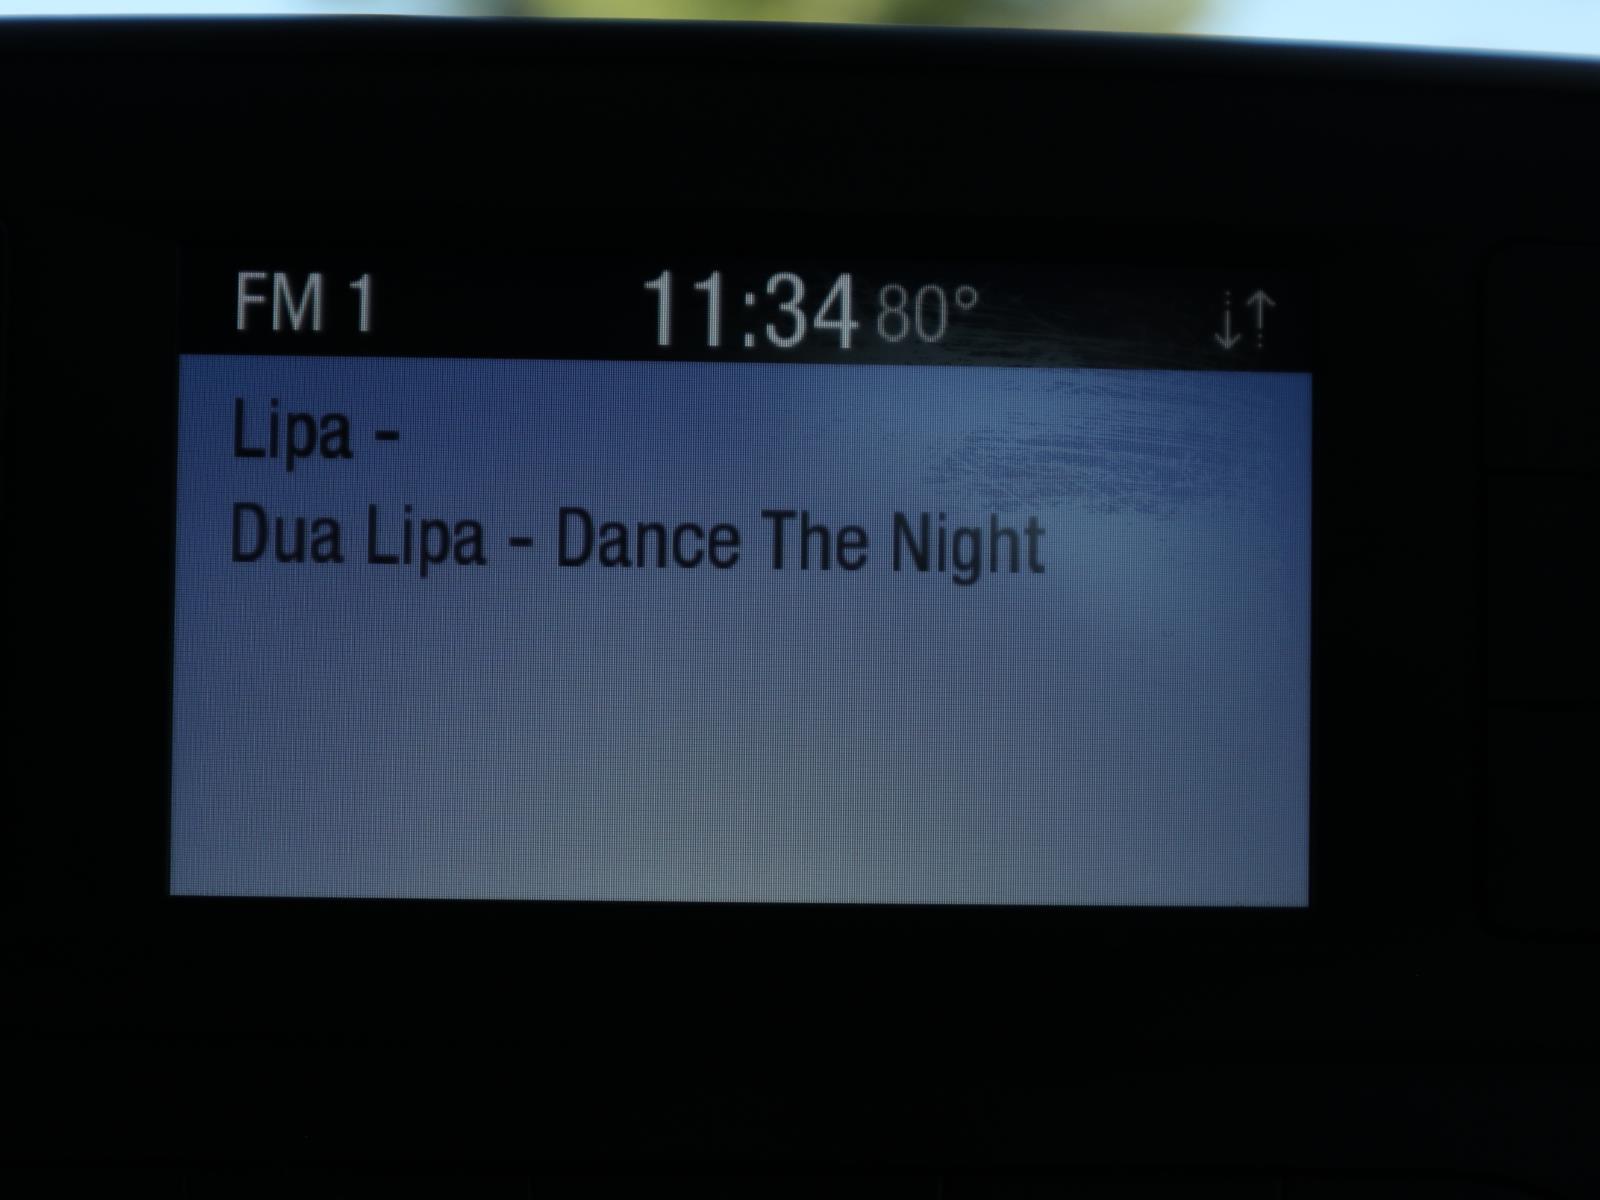 FM 1 11:34 80°
Lipa -
Dua Lipa - Dance The Night